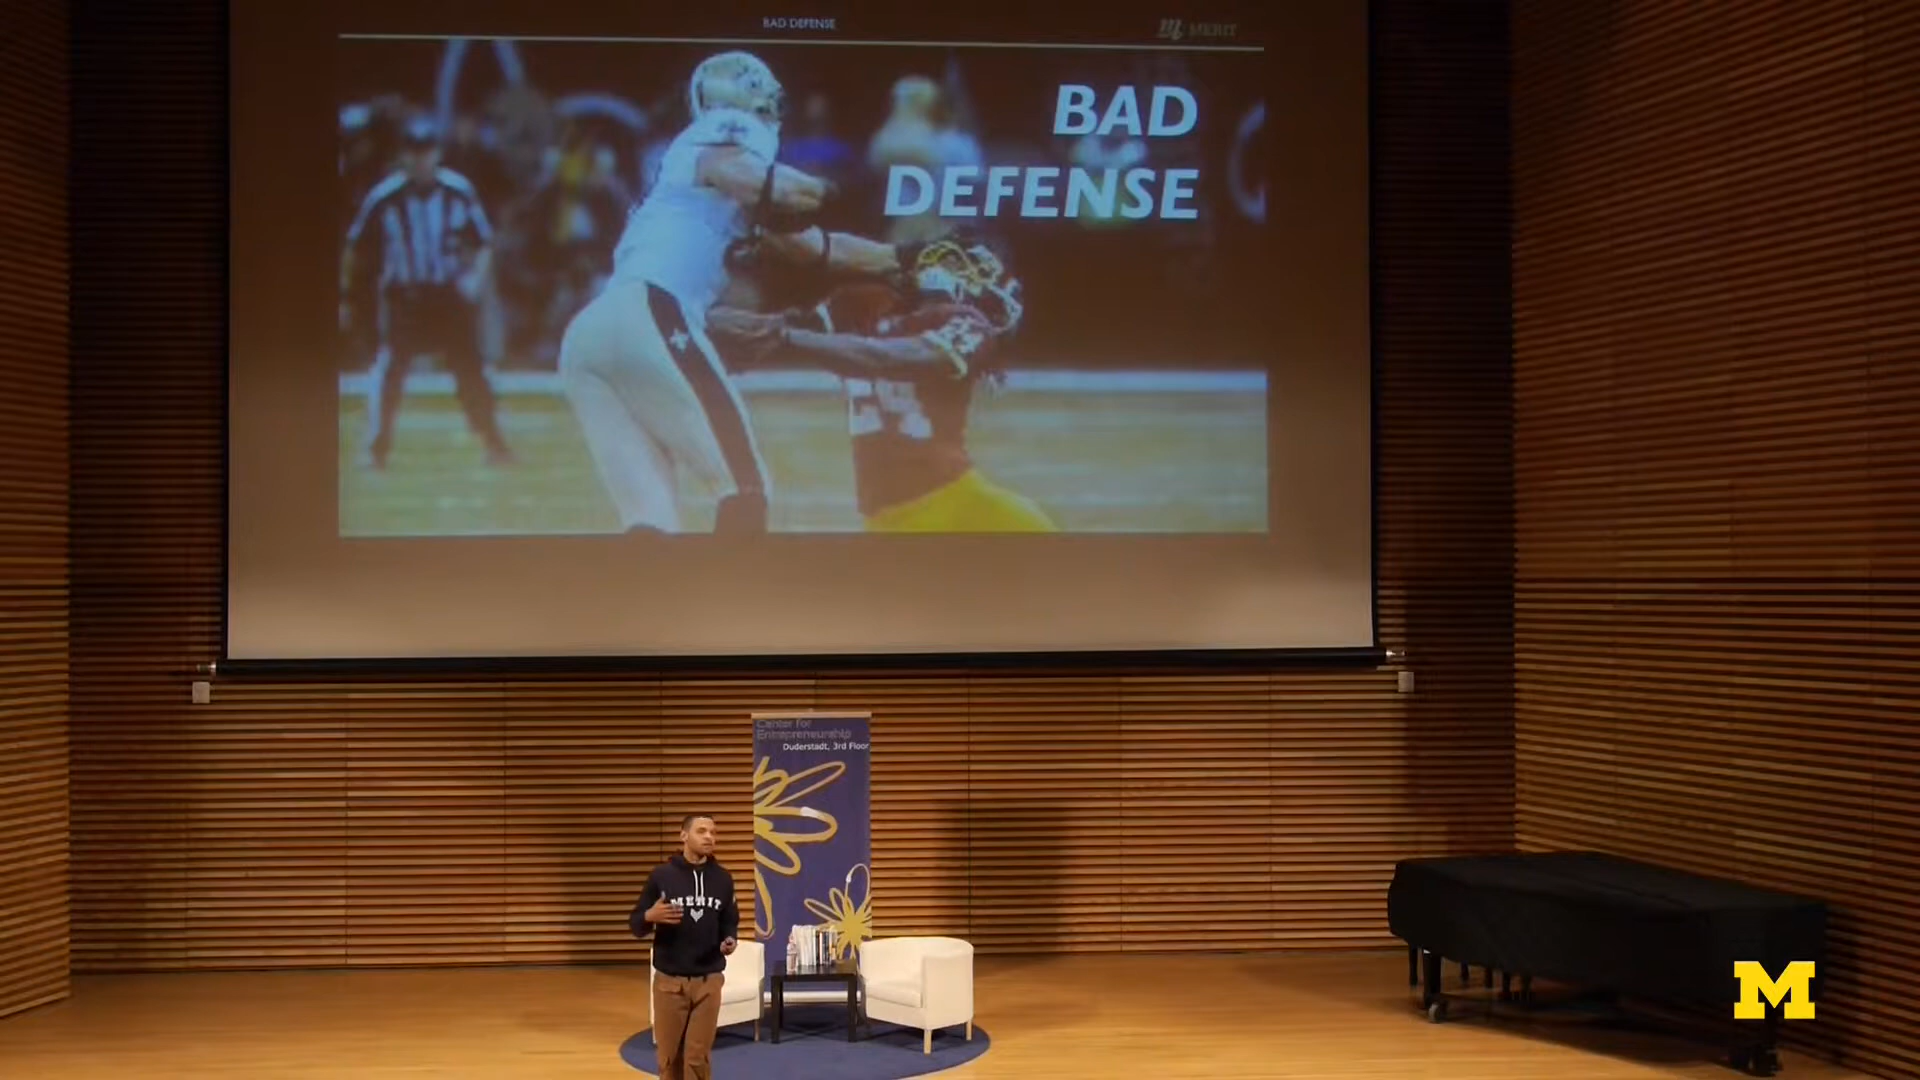 BAD DEFENSE
MERIT
BAD
DEFENSE
Center for
Entrepreneurship
Duderstadt, 3rd Floor
MERIT
M